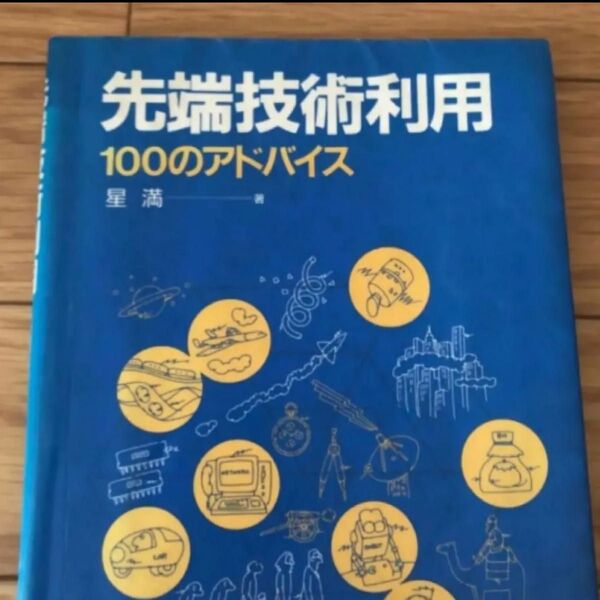 先端技術利用
100のアドバイス
星 満 著